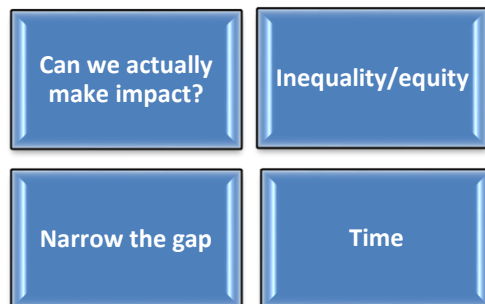 Can we actually
make impact?
Inequality/equity
Narrow the gap
Time